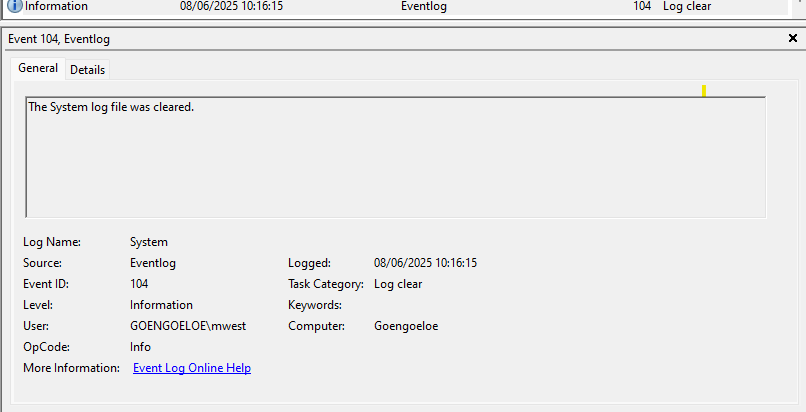 Information 08/06/2025 10:16:15 Eventlog 104 Log clear
Event 104, Eventlog
General Details
The System log file was cleared.
Log Name: System
Source: Eventlog Logged: 08/06/2025 10:16:15
Event ID: 104 Task Category: Log clear
Level: Information Keywords:
User: GOENGOELOE\mwest Computer: Goengoeloe
OpCode: Info
More Information: Event Log Online Help